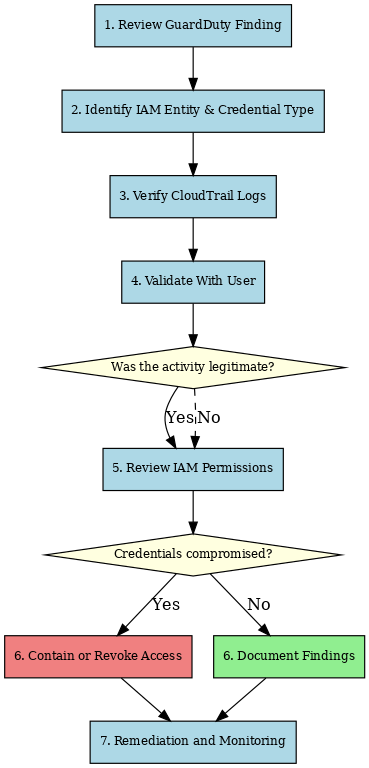 1. Review GuardDuty Finding
2. Identify IAM Entity & Credential Type
3. Verify CloudTrail Logs
4. Validate With User
Was the activity legitimate?
Yes No
5. Review IAM Permissions
Credentials compromised?
Yes No
6. Contain or Revoke Access
6. Document Findings
7. Remediation and Monitoring